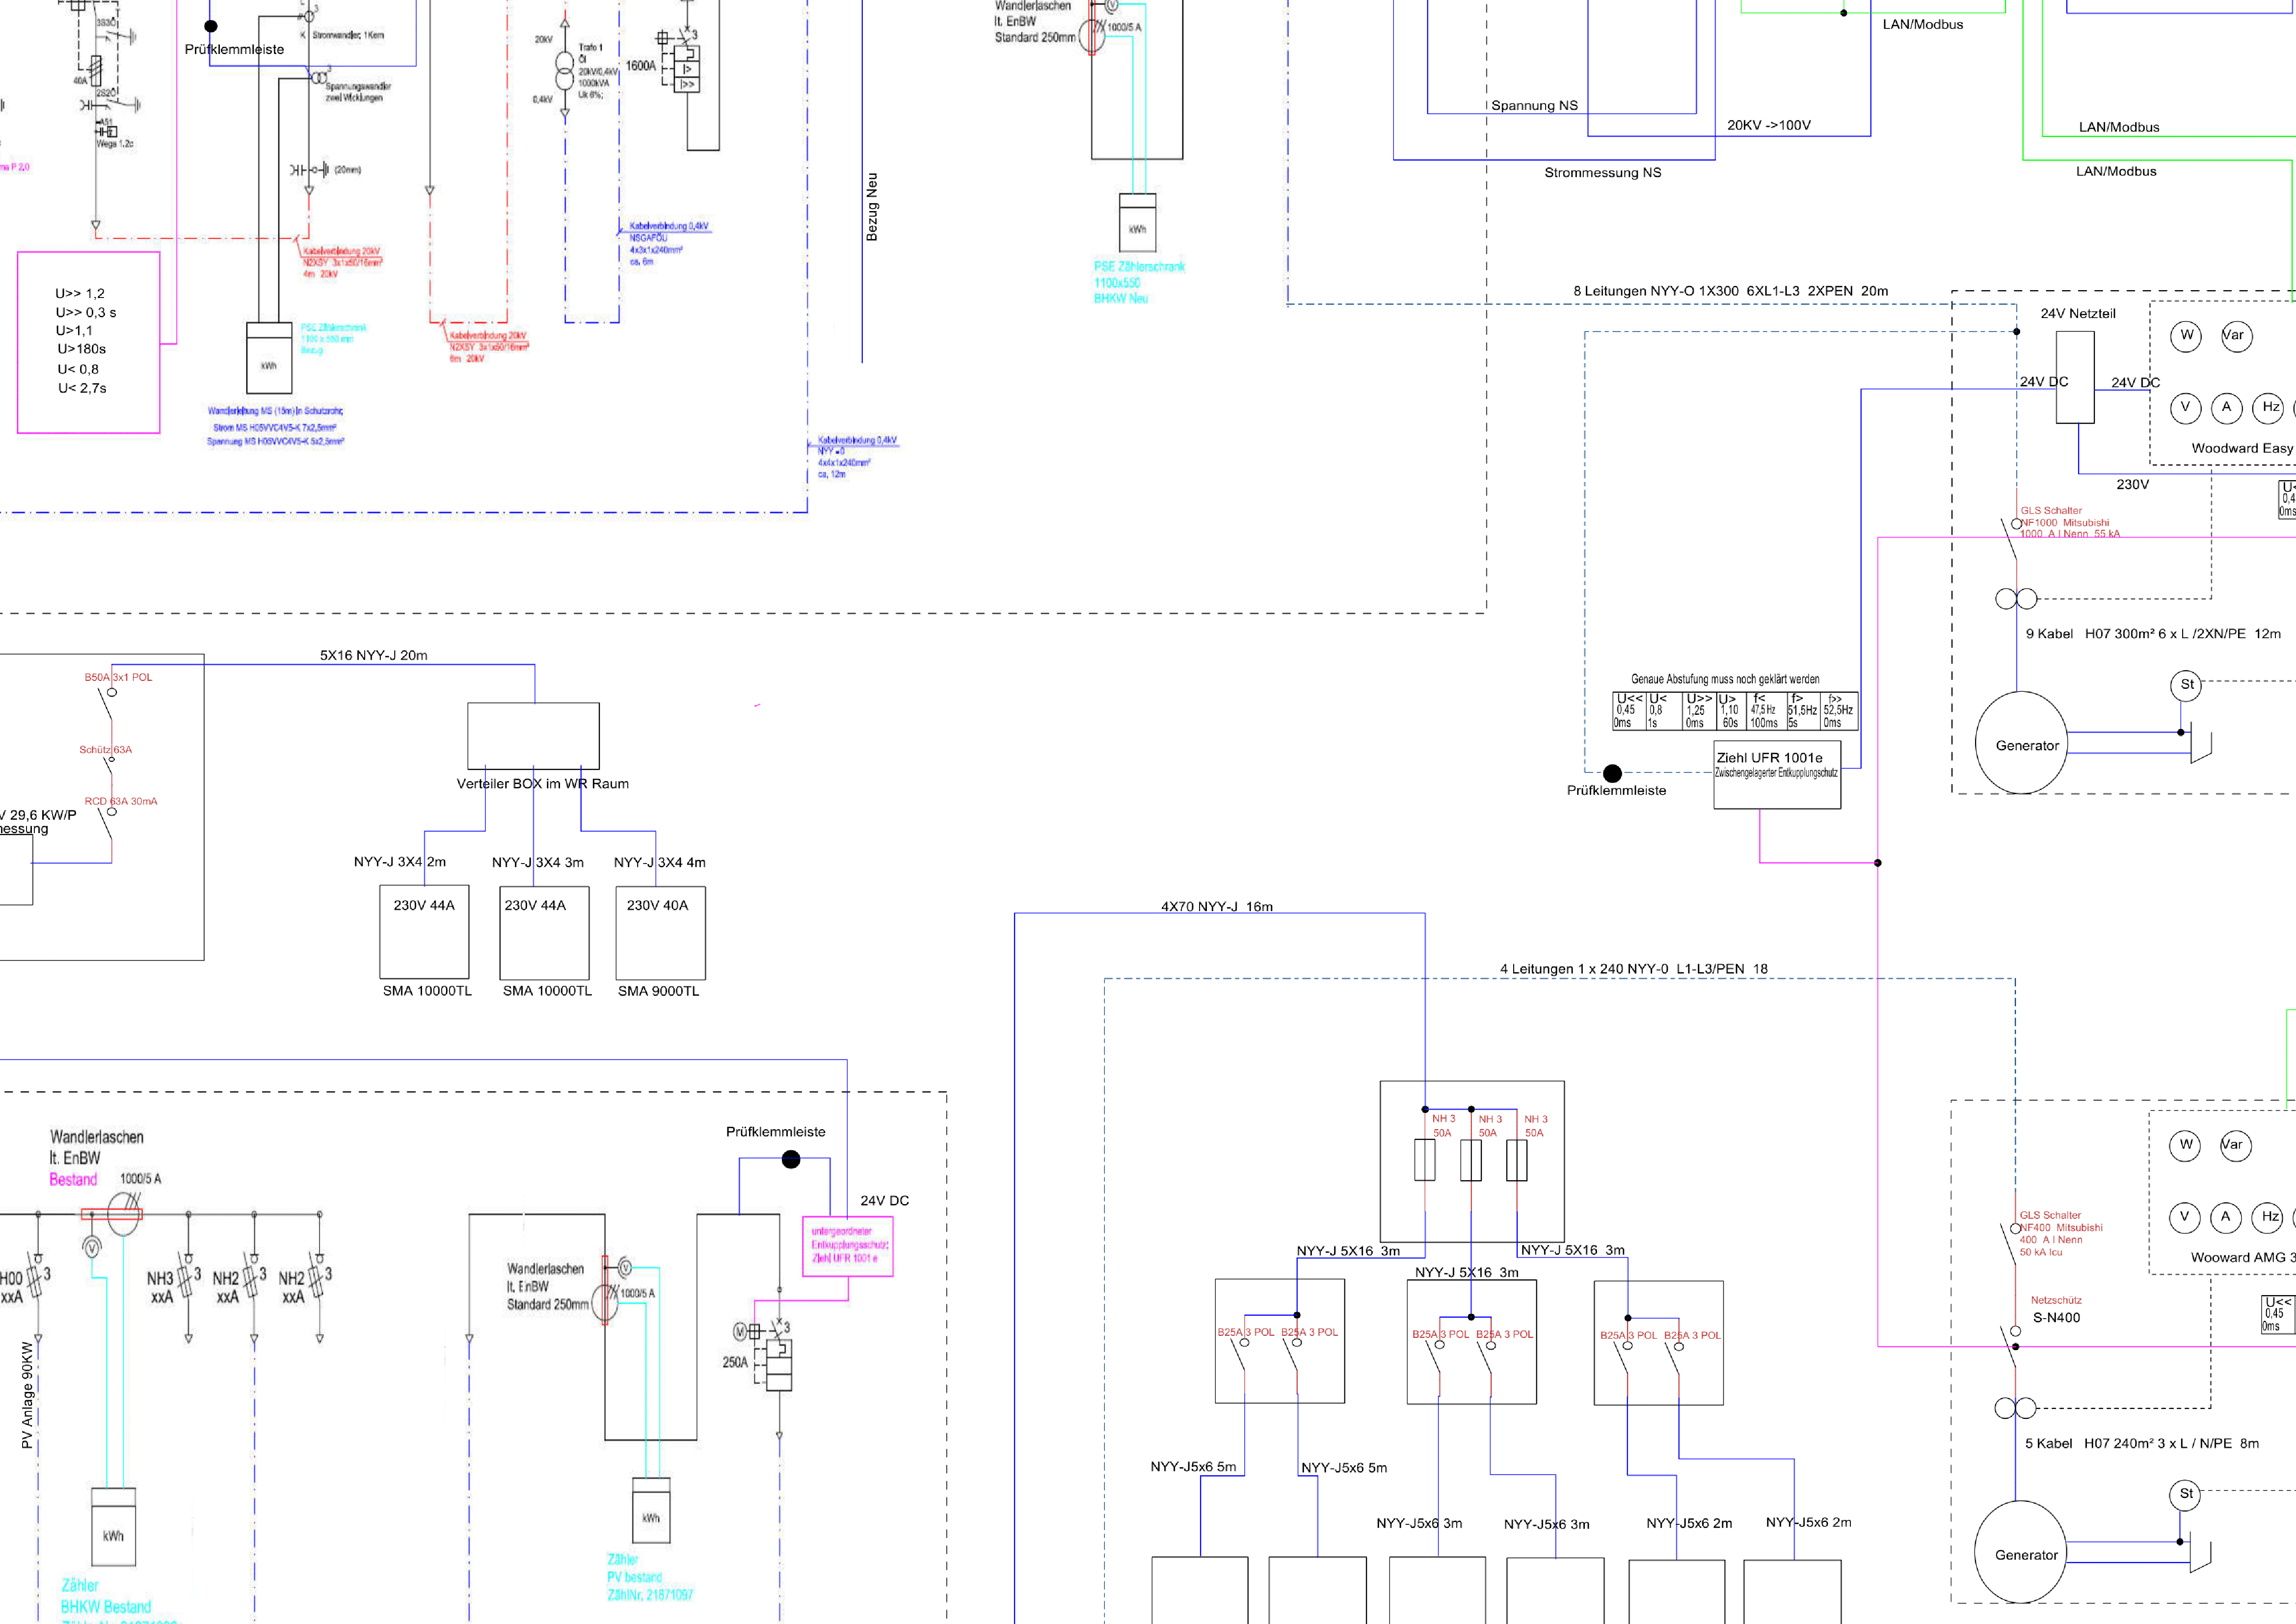 3S3Ö
40A
2S2Ö
A51
Wega 1.2c
me P 2.0
Prüfklemmleiste
3
K
Stromwandler, 1Kern
3
Spannungswandler
zwei Wicklungen
(20mm)
20kV
0,4kV
Trafo 1
Öl
20kV/0,4kV
1000kVA
Uk 6%;
1600A
3
I>
I>>
Bezug Neu
Wandlerlaschen
lt. EnBW
Standard 250mm
V
1000/5 A
kWh
PSE Zählerschrank
1100x550
BHKW Neu
Spannung NS
20KV ->100V
Strommessung NS
LAN/Modbus
LAN/Modbus
LAN/Modbus
U>> 1,2
U>> 0,3 s
U>1,1
U>180s
U< 0,8
U< 2,7s
Kabelverbindung 20kV
N2XSY 3x1x50/16mm²
4m 20kV
kWh
PSE Zählerschrank
1100 x 550 mm
Bezug
Wandlerleitung MS (15m) in Schutzrohr;
Strom MS H05VVC4V5-K 7x2,5mm²
Spannung MS H05VVC4V5-K 5x2,5mm²
Kabelverbindung 20kV
N2XSY 3x1x50/16mm²
6m 20kV
Kabelverbindung 0,4kV
NSGAFÖU
4x3x1x240mm²
ca. 6m
Kabelverbindung 0,4kV
NYY -0
4x4x1x240mm²
ca. 12m
8 Leitungen NYY-O 1X300 6XL1-L3 2XPEN 20m
24V Netzteil
24V DC
24V DC
W
Var
V
A
Hz
Woodward Easy
230V
U<
0,4
0ms
GLS Schalter
NF1000 Mitsubishi
1000 A I Nenn 55 kA
9 Kabel H07 300m² 6 x L /2XN/PE 12m
St
Generator
Genaue Abstufung muss noch geklärt werden
U<< U< U>> U> f< f> f>>
0,45 0,8 1,25 1,10 47,5 Hz 51,5Hz 52,5Hz
0ms 1s 0ms 60s 100ms 5s 0ms
Ziehl UFR 1001e
Zwischengelagerter Entkupplungschutz
Prüfklemmleiste
B50A 3x1 POL
Schütz 63A
RCD 63A 30mA
V 29,6 KW/P
messung
5X16 NYY-J 20m
Verteiler BOX im WR Raum
NYY-J 3X4 2m
NYY-J 3X4 3m
NYY-J 3X4 4m
230V 44A
230V 44A
230V 40A
SMA 10000TL
SMA 10000TL
SMA 9000TL
4X70 NYY-J 16m
4 Leitungen 1 x 240 NYY-0 L1-L3/PEN 18
NH 3
50A
NH 3
50A
NH 3
50A
NYY-J 5X16 3m
NYY-J 5X16 3m
NYY-J 5X16 3m
B25A 3 POL
B25A 3 POL
B25A 3 POL
B25A 3 POL
B25A 3 POL
B25A 3 POL
NYY-J5x6 5m
NYY-J5x6 5m
NYY-J5x6 3m
NYY-J5x6 3m
NYY-J5x6 2m
NYY-J5x6 2m
Wandlerlaschen
lt. EnBW
Bestand
1000/5 A
V
H00
xxA
3
NH3
xxA
3
NH2
xxA
3
NH2
xxA
3
PV Anlage 90KW
kWh
Zähler
BHKW Bestand
Wandlerlaschen
lt. EnBW
Standard 250mm
V
1000/5 A
kWh
Zähler
PV bestand
ZählNr. 21871097
Prüfklemmleiste
24V DC
untergeordneter
Entkupplungsschutz;
Ziehl UFR 1001 e
M
3
250A
W
Var
V
A
Hz
Wooward AMG 3
U<<
0,45
0ms
GLS Schalter
NF400 Mitsubishi
400 A I Nenn
50 kA Icu
Netzschütz
S-N400
5 Kabel H07 240m² 3 x L / N/PE 8m
St
Generator